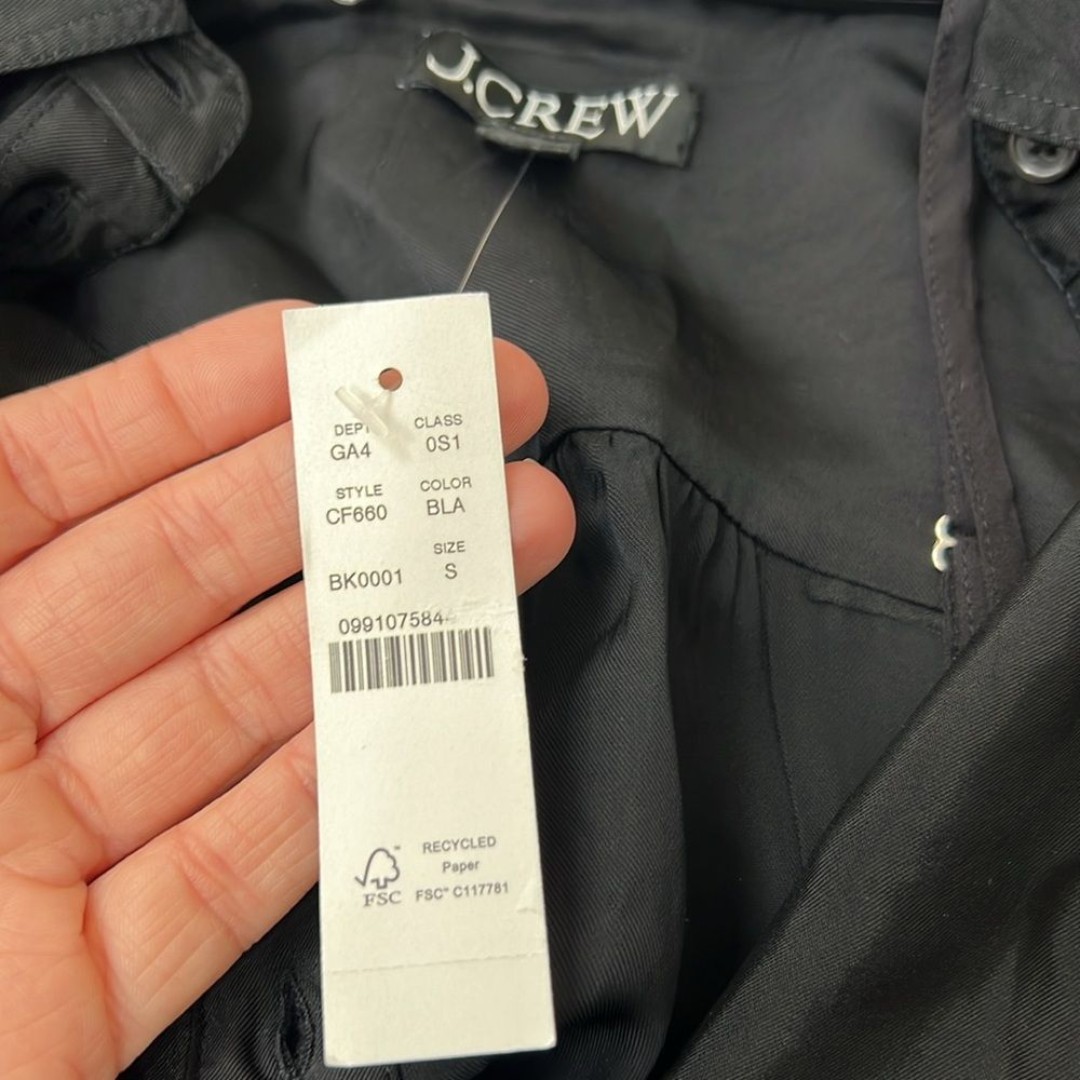 J.CREW
DEPT CLASS
GA4 0S1
STYLE COLOR
CF660 BLA
SIZE
BK0001 S
099107584
RECYCLED
Paper
FSC FSC® C117781